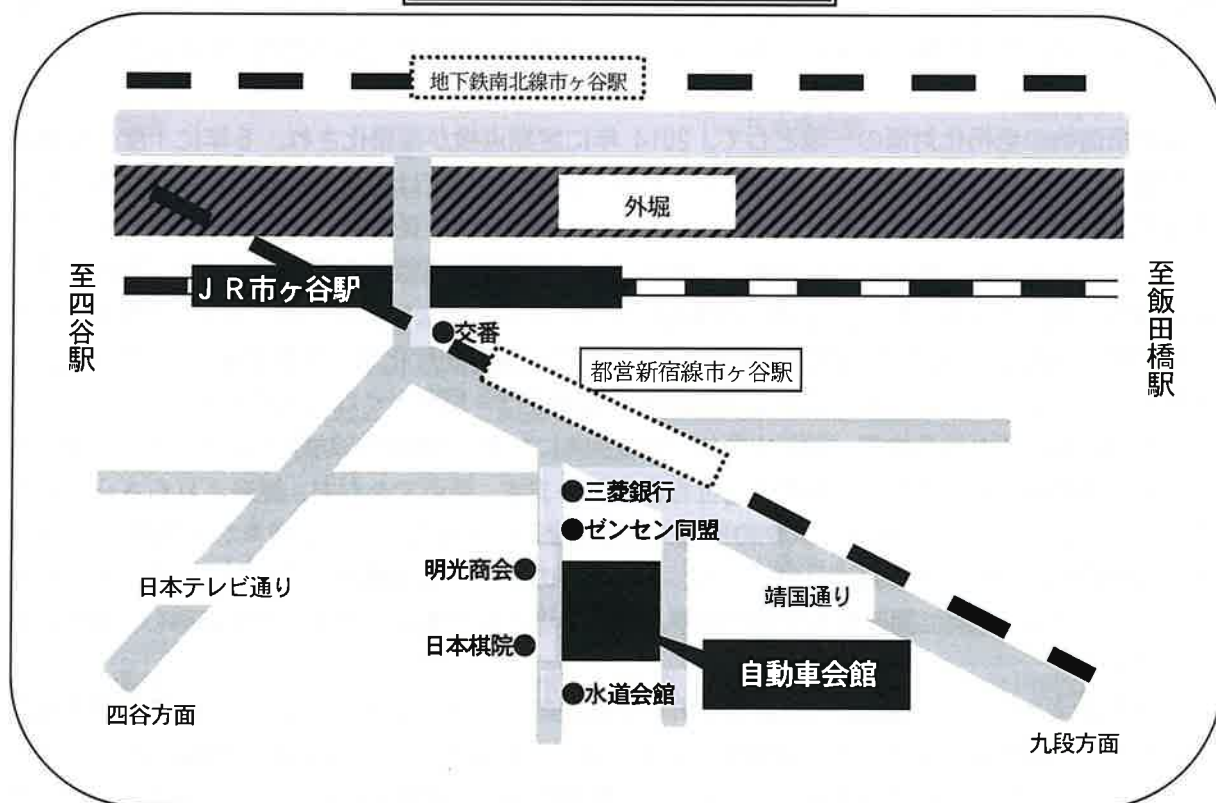 地下鉄南北線市ヶ谷駅
外堀
至四谷駅
JR市ヶ谷駅
至飯田橋駅
交番
都営新宿線市ヶ谷駅
三菱銀行
ゼンセン同盟
明光商会
日本テレビ通り
靖国通り
日本棋院
自動車会館
水道会館
四谷方面
九段方面